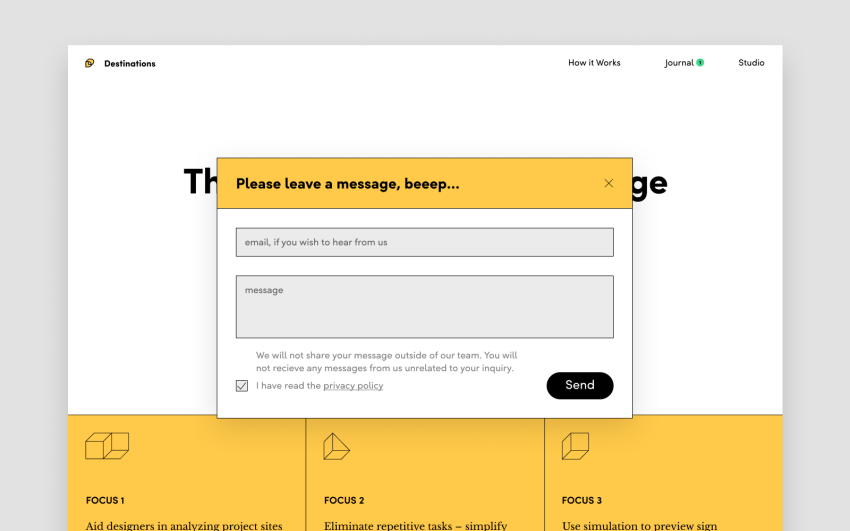 Destinations
How it Works
Journal 1
Studio
Please leave a message, beeep...
email, if you wish to hear from us
message
We will not share your message outside of our team. You will
not recieve any messages from us unrelated to your inquiry.
I have read the privacy policy
Send
FOCUS 1
Aid designers in analyzing project sites
FOCUS 2
Eliminate repetitive tasks – simplify
FOCUS 3
Use simulation to preview sign